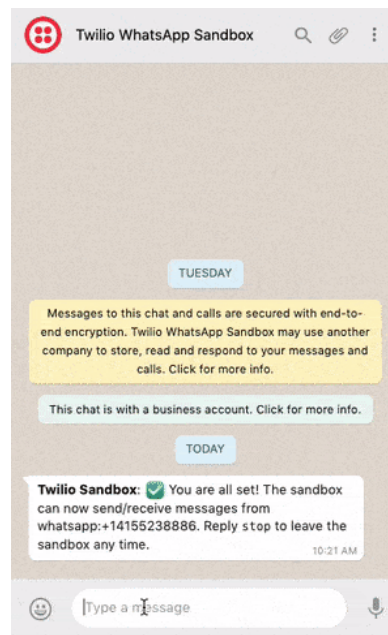 Twilio WhatsApp Sandbox
TUESDAY
Messages to this chat and calls are secured with end-to-
end encryption. Twilio WhatsApp Sandbox may use another
company to store, read and respond to your messages and
calls. Click for more info.
This chat is with a business account. Click for more info.
TODAY
Twilio Sandbox: ✅ You are all set! The sandbox
can now send/receive messages from
whatsapp:+14155238886. Reply stop to leave the
sandbox any time.
10:21 AM
Type a message